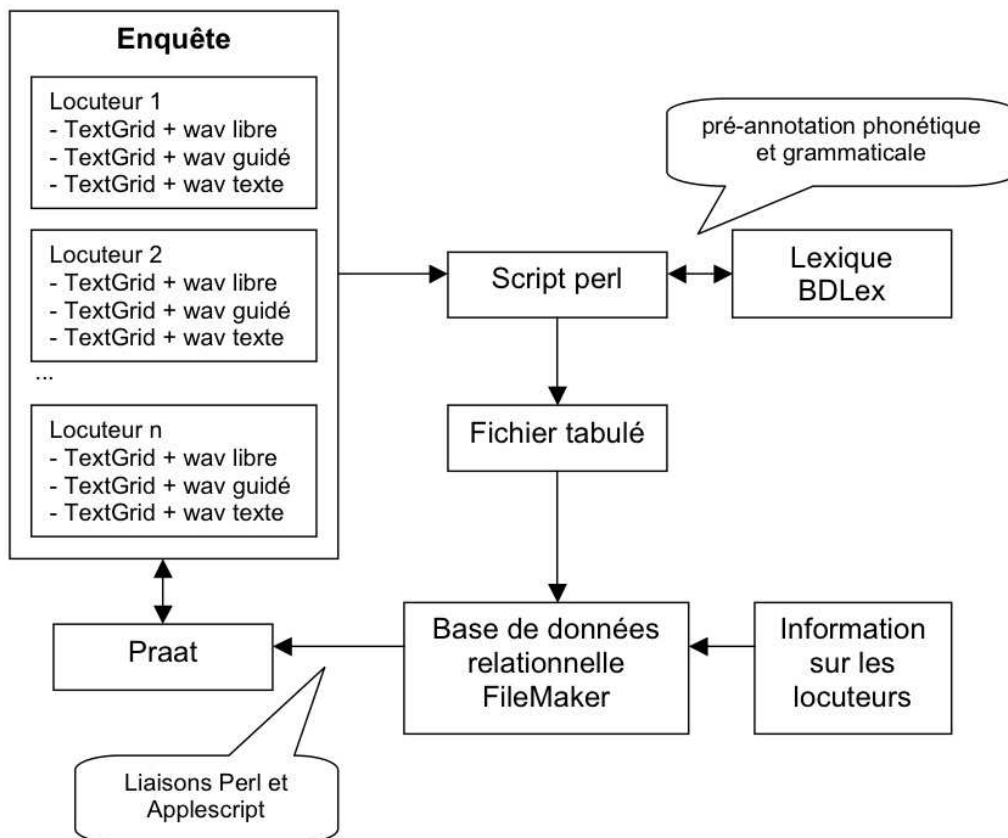 Enquête
Locuteur 1
- TextGrid + wav libre
- TextGrid + wav guidé
- TextGrid + wav texte
Locuteur 2
- TextGrid + wav libre
- TextGrid + wav guidé
- TextGrid + wav texte
...
Locuteur n
- TextGrid + wav libre
- TextGrid + wav guidé
- TextGrid + wav texte
pré-annotation phonétique
et grammaticale
Script perl
Lexique
BDLex
Fichier tabulé
Praat
Base de données
relationnelle
FileMaker
Information
sur les
locuteurs
Liaisons Perl et
Applescript